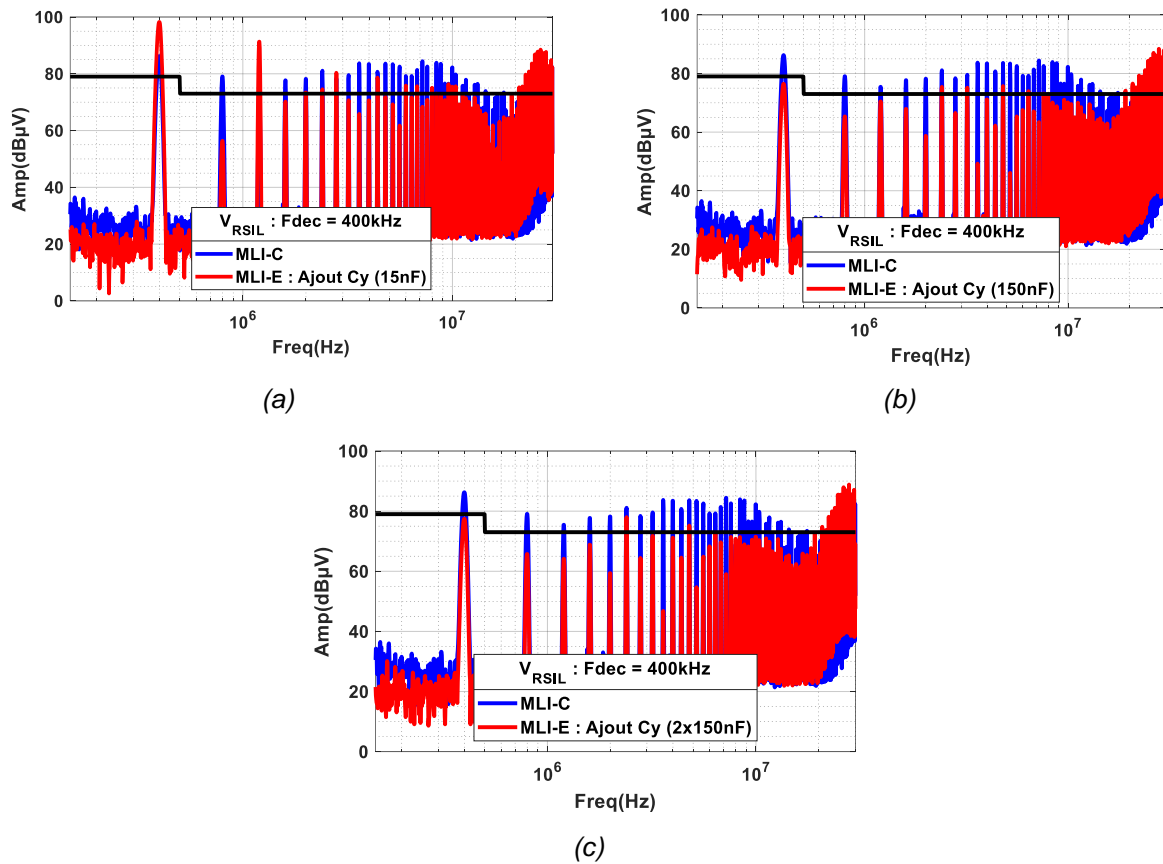 100
80
60
40
20
0
Amp(dBµV)
V_RSIL : Fdec = 400kHz
MLI-C
MLI-E : Ajout Cy (15nF)
10^6
10^7
Freq(Hz)
(a)
100
80
60
40
20
0
Amp(dBµV)
V_RSIL : Fdec = 400kHz
MLI-C
MLI-E : Ajout Cy (150nF)
10^6
10^7
Freq(Hz)
(b)
100
80
60
40
20
0
Amp(dBµV)
V_RSIL : Fdec = 400kHz
MLI-C
MLI-E : Ajout Cy (2x150nF)
10^6
10^7
Freq(Hz)
(c)